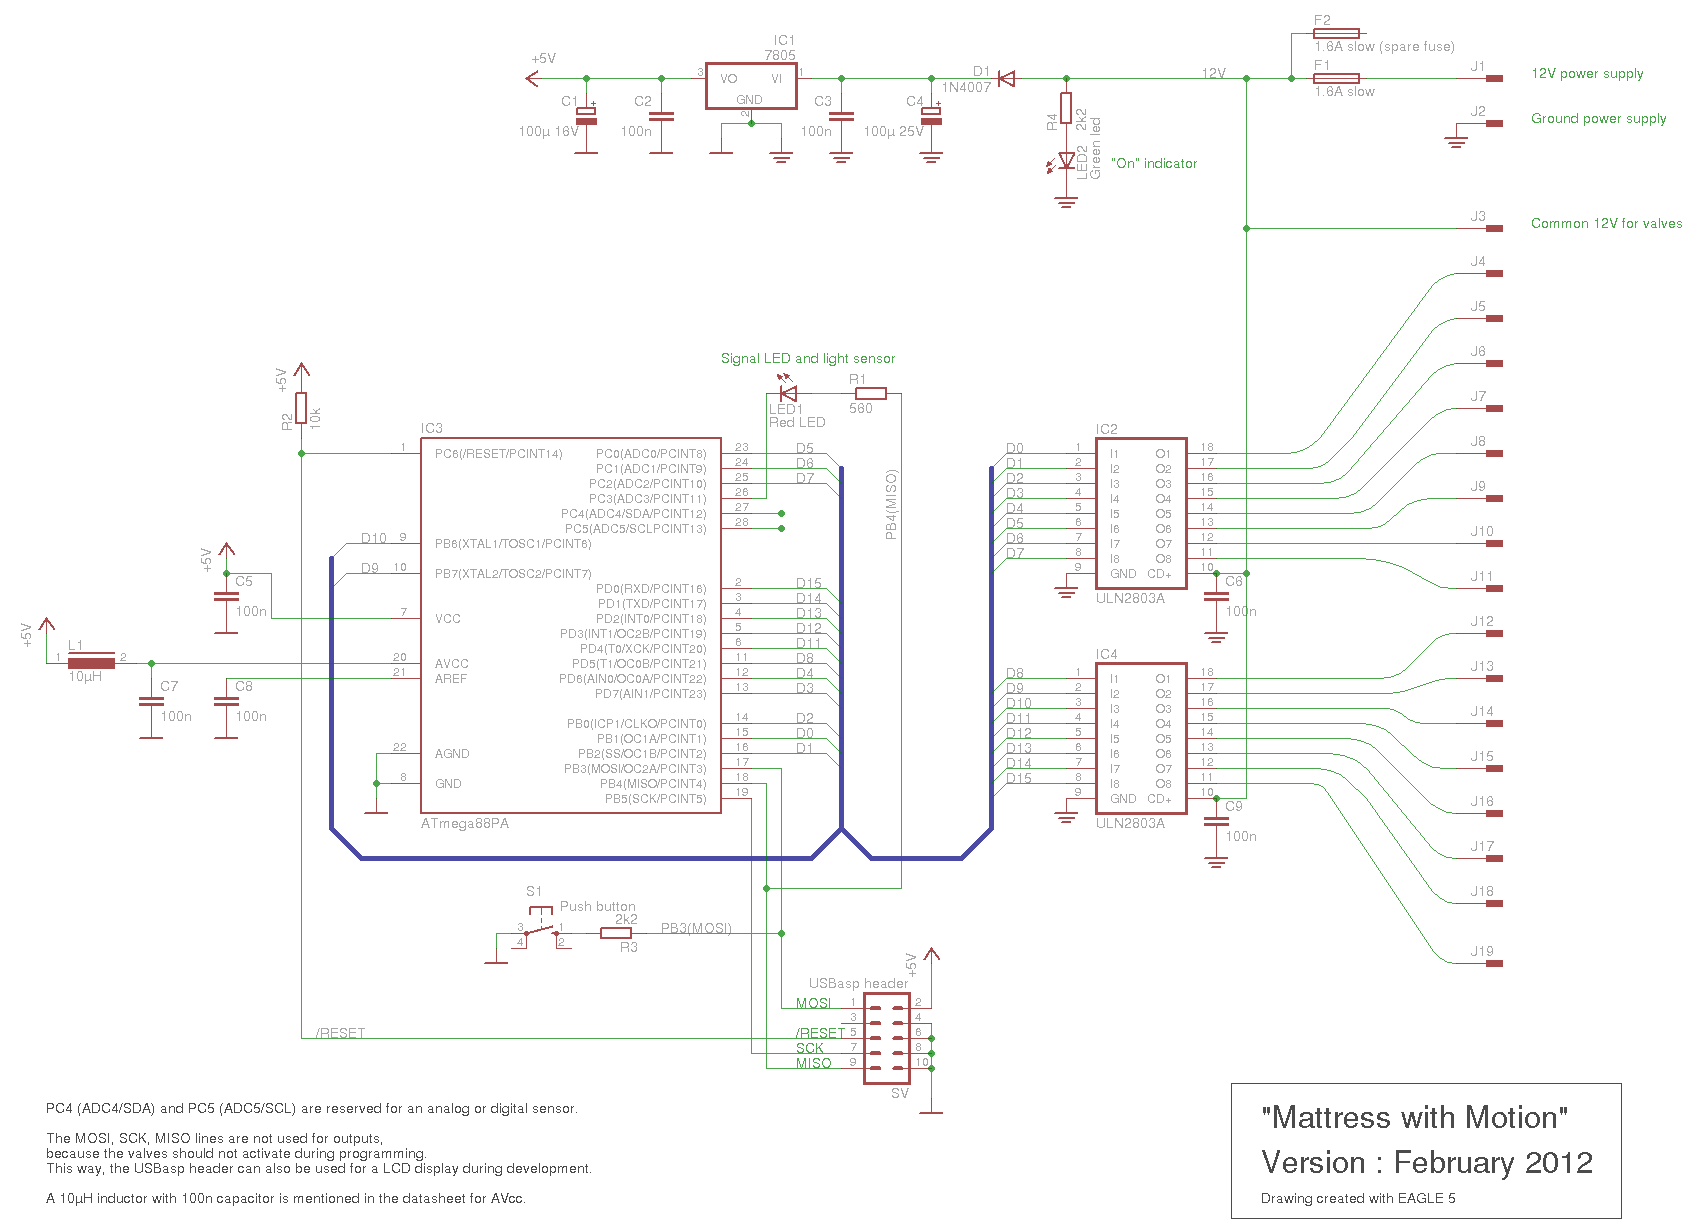 F2
1.6A slow (spare fuse)
+5V
IC1
7805
3 VO VI 1
GND
2
C1 +
100µ 16V
C2
100n
C3
100n
C4 +
100µ 25V
D1
1N4007
12V
F1
1.6A slow
J1
12V power supply
J2
Ground power supply
R4
2k2
LED2
Green led
"On" indicator
J3
Common 12V for valves
J4
J5
J6
J7
J8
J9
J10
J11
J12
J13
J14
J15
J16
J17
J18
J19
Signal LED and light sensor
LED1
Red LED
R1
560
PB4(MISO)
+5V
R2
10k
IC3
1 PC6(/RESET/PCINT14)
D10 9 PB6(XTAL1/TOSC1/PCINT6)
D9 10 PB7(XTAL2/TOSC2/PCINT7)
7 VCC
20 AVCC
21 AREF
22 AGND
8 GND
PC0(ADC0/PCINT8) 23 D5
PC1(ADC1/PCINT9) 24 D6
PC2(ADC2/PCINT10) 25 D7
PC3(ADC3/PCINT11) 26
PC4(ADC4/SDA/PCINT12) 27
PC5(ADC5/SCLPCINT13) 28
PD0(RXD/PCINT16) 2 D15
PD1(TXD/PCINT17) 3 D14
PD2(INT0/PCINT18) 4 D13
PD3(INT1/OC2B/PCINT19) 5 D12
PD4(T0/XCK/PCINT20) 6 D11
PD5(T1/OC0B/PCINT21) 11 D8
PD6(AIN0/OC0A/PCINT22) 12 D4
PD7(AIN1/PCINT23) 13 D3
PB0(ICP1/CLKO/PCINT0) 14 D2
PB1(OC1A/PCINT1) 15 D0
PB2(SS/OC1B/PCINT2) 16 D1
PB3(MOSI/OC2A/PCINT3) 17
PB4(MISO/PCINT4) 18
PB5(SCK/PCINT5) 19
ATmega88PA
+5V
C5
100n
+5V
L1
1 2
10µH
C7
100n
C8
100n
IC2
D0 1 I1 O1 18
D1 2 I2 O2 17
D2 3 I3 O3 16
D3 4 I4 O4 15
D4 5 I5 O5 14
D5 6 I6 O6 13
D6 7 I7 O7 12
D7 8 I8 O8 11
9 GND CD+ 10
ULN2803A
C6
100n
IC4
D8 1 I1 O1 18
D9 2 I2 O2 17
D10 3 I3 O3 16
D11 4 I4 O4 15
D12 5 I5 O5 14
D13 6 I6 O6 13
D14 7 I7 O7 12
D15 8 I8 O8 11
9 GND CD+ 10
ULN2803A
C9
100n
S1
Push button
3 1
4 2
2k2
R3
PB3(MOSI)
+5V
USBasp header
MOSI 1 2
3 4
/RESET
/RESET 5 6
SCK 7 8
MISO 9 10
SV
PC4 (ADC4/SDA) and PC5 (ADC5/SCL) are reserved for an analog or digital sensor.
The MOSI, SCK, MISO lines are not used for outputs,
because the valves should not activate during programming.
This way, the USBasp header can also be used for a LCD display during development.
A 10µH inductor with 100n capacitor is mentioned in the datasheet for AVcc.
"Mattress with Motion"
Version : February 2012
Drawing created with EAGLE 5